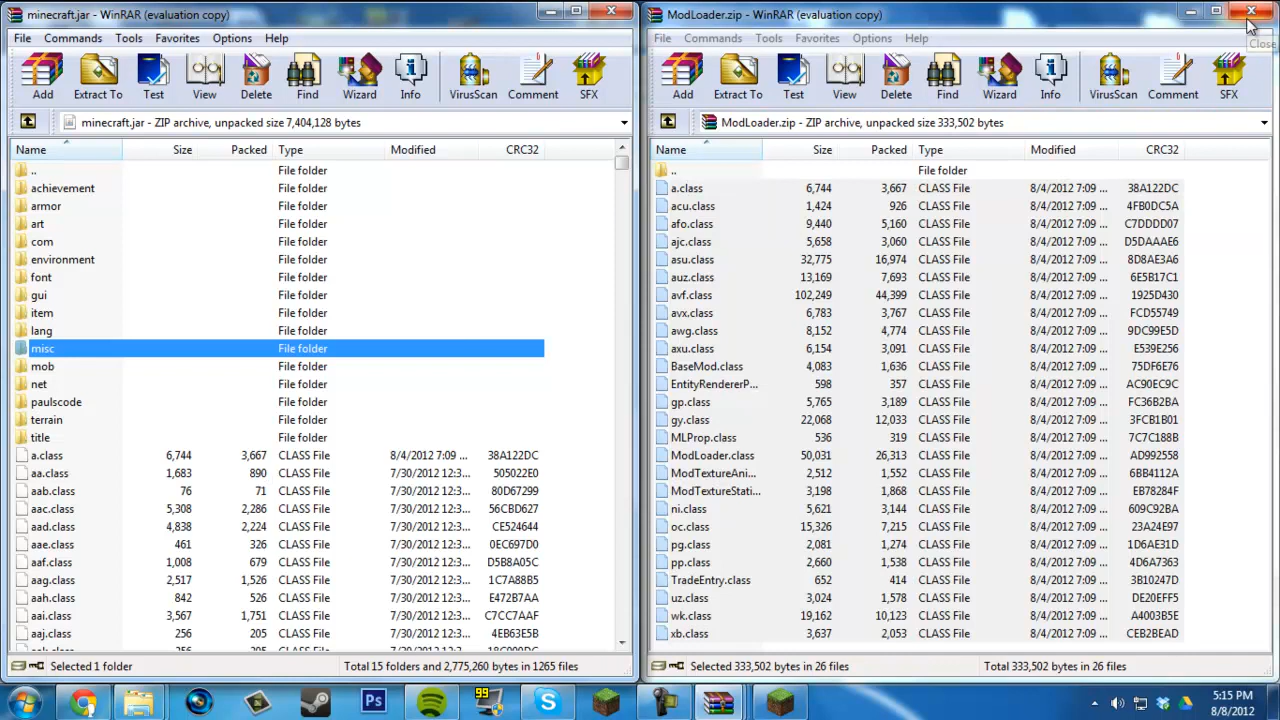 minecraft.jar - WinRAR (evaluation copy)
File Commands Tools Favorites Options Help
Add Extract To Test View Delete Find Wizard Info VirusScan Comment SFX
minecraft.jar - ZIP archive, unpacked size 7,404,128 bytes
Name Size Packed Type Modified CRC32
.. File folder
achievement File folder
armor File folder
art File folder
com File folder
environment File folder
font File folder
gui File folder
item File folder
lang File folder
misc File folder
mob File folder
net File folder
paulscode File folder
terrain File folder
title File folder
a.class 6,744 3,667 CLASS File 8/4/2012 7:09 ... 38A122DC
aa.class 1,683 890 CLASS File 7/30/2012 12:3... 505022E0
aab.class 76 71 CLASS File 7/30/2012 12:3... 80D67299
aac.class 5,308 2,286 CLASS File 7/30/2012 12:3... 56CBD627
aad.class 4,838 2,224 CLASS File 7/30/2012 12:3... CE524644
aae.class 461 326 CLASS File 7/30/2012 12:3... 0EC697D0
aaf.class 1,008 679 CLASS File 7/30/2012 12:3... D5B8A05C
aag.class 2,517 1,526 CLASS File 7/30/2012 12:3... 1C7A88B5
aah.class 842 526 CLASS File 7/30/2012 12:3... E472B7AA
aai.class 3,567 1,751 CLASS File 7/30/2012 12:3... C7CC7AAF
aaj.class 256 205 CLASS File 7/30/2012 12:3... 4EB63E5B
Selected 1 folder Total 15 folders and 2,775,260 bytes in 1265 files
ModLoader.zip - WinRAR (evaluation copy)
Close
File Commands Tools Favorites Options Help
Add Extract To Test View Delete Find Wizard Info VirusScan Comment SFX
ModLoader.zip - ZIP archive, unpacked size 333,502 bytes
Name Size Packed Type Modified CRC32
.. File folder
a.class 6,744 3,667 CLASS File 8/4/2012 7:09 ... 38A122DC
acu.class 1,424 926 CLASS File 8/4/2012 7:09 ... 4FB0DC5A
afo.class 9,440 5,160 CLASS File 8/4/2012 7:09 ... C7DDDD07
ajc.class 5,658 3,060 CLASS File 8/4/2012 7:09 ... D5DAAAE6
asu.class 32,775 16,974 CLASS File 8/4/2012 7:09 ... 8D8AE3A6
auz.class 13,169 7,693 CLASS File 8/4/2012 7:09 ... 6E5B17C1
avf.class 102,249 44,399 CLASS File 8/4/2012 7:09 ... 1925D430
avx.class 6,783 3,767 CLASS File 8/4/2012 7:09 ... FCD55749
awg.class 8,152 4,774 CLASS File 8/4/2012 7:09 ... 9DC99E5D
axu.class 6,154 3,091 CLASS File 8/4/2012 7:09 ... E539E256
BaseMod.class 4,083 1,636 CLASS File 8/4/2012 7:09 ... 75DF6E76
EntityRendererP... 598 357 CLASS File 8/4/2012 7:09 ... AC90EC9C
gp.class 5,765 3,189 CLASS File 8/4/2012 7:09 ... FC36B2BA
gy.class 22,068 12,033 CLASS File 8/4/2012 7:09 ... 3FCB1B01
MLProp.class 536 319 CLASS File 8/4/2012 7:09 ... 7C7C188B
ModLoader.class 50,031 26,313 CLASS File 8/4/2012 7:09 ... AD992558
ModTextureAni... 2,512 1,552 CLASS File 8/4/2012 7:09 ... 6BB4112A
ModTextureStati... 3,198 1,868 CLASS File 8/4/2012 7:09 ... EB78284F
ni.class 5,621 3,144 CLASS File 8/4/2012 7:09 ... 609C92BA
oc.class 15,326 7,215 CLASS File 8/4/2012 7:09 ... 23A24E97
pg.class 2,081 1,274 CLASS File 8/4/2012 7:09 ... 1D6AE31D
pp.class 2,660 1,538 CLASS File 8/4/2012 7:09 ... 4D6A7363
TradeEntry.class 652 414 CLASS File 8/4/2012 7:09 ... 3B10247D
uz.class 3,024 1,578 CLASS File 8/4/2012 7:09 ... DE20EFF5
wk.class 19,162 10,123 CLASS File 8/4/2012 7:09 ... A4003B5E
xb.class 3,637 2,053 CLASS File 8/4/2012 7:09 ... CEB2BEAD
Selected 333,502 bytes in 26 files Total 333,502 bytes in 26 files
Ps
99
5:15 PM
8/8/2012